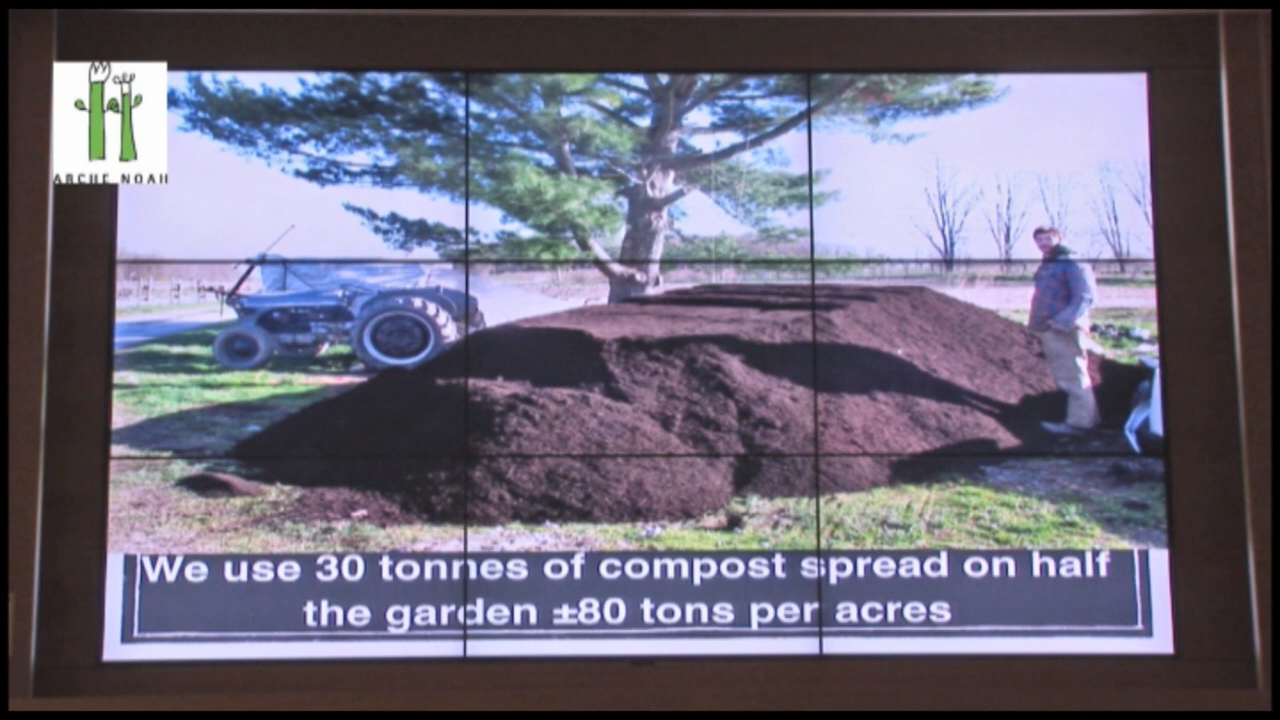 ARCHE NOAH
We use 30 tonnes of compost spread on half
the garden ±80 tons per acres